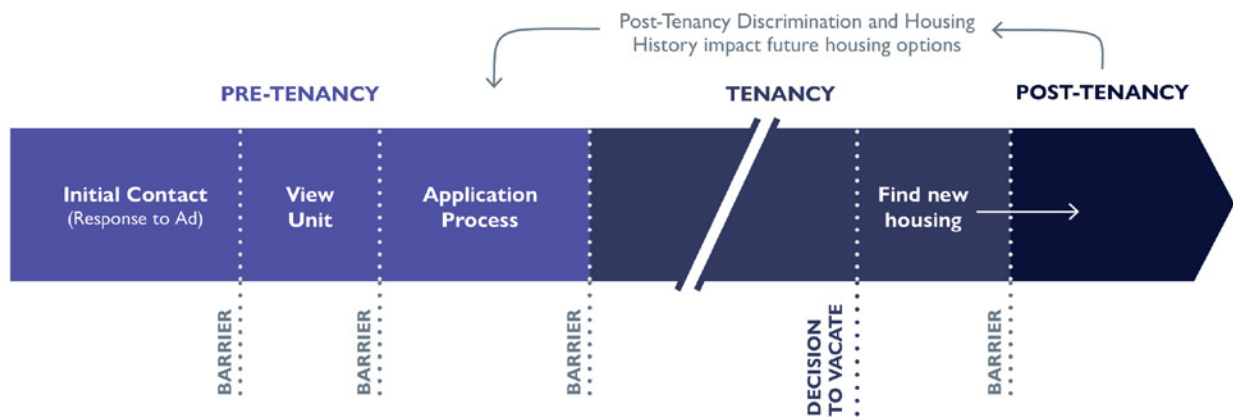 Post-Tenancy Discrimination and Housing
History impact future housing options
PRE-TENANCY
TENANCY
POST-TENANCY
Initial Contact
(Response to Ad)
View
Unit
Application
Process
Find new
housing
BARRIER
BARRIER
BARRIER
DECISION
TO VACATE
BARRIER